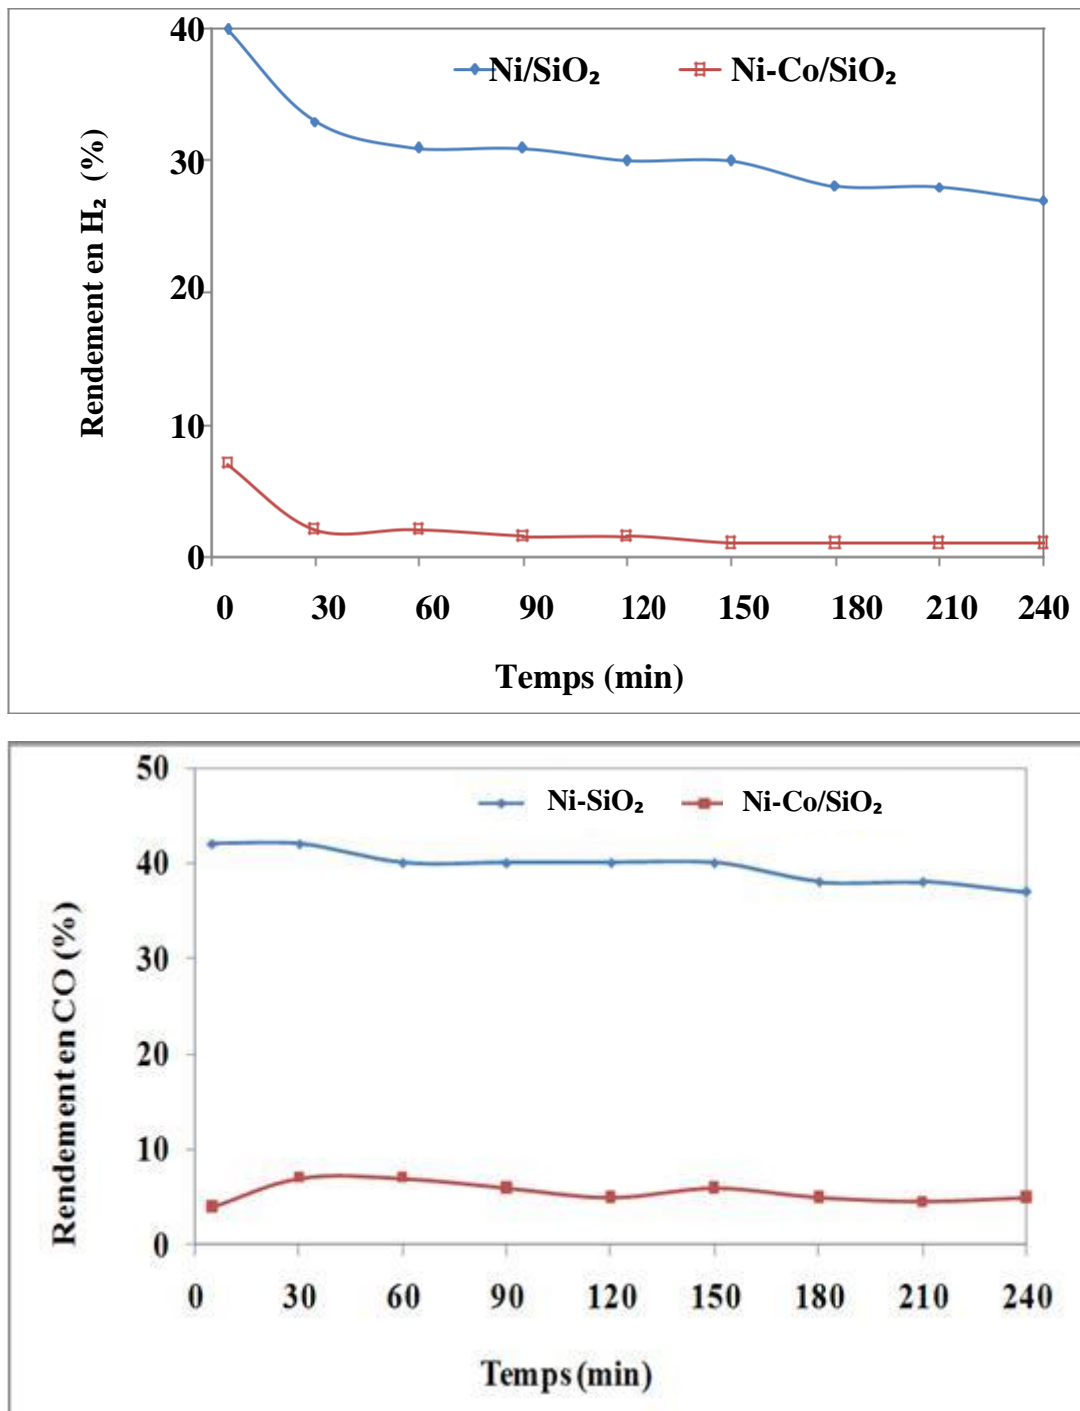 40
Ni/SiO₂ Ni-Co/SiO₂
30
20
10
0
Rendement en H₂ (%)
0 30 60 90 120 150 180 210 240
Temps (min)
50
Ni-SiO₂ Ni-Co/SiO₂
40
30
20
10
0
Rendement en CO (%)
0 30 60 90 120 150 180 210 240
Temps (min)